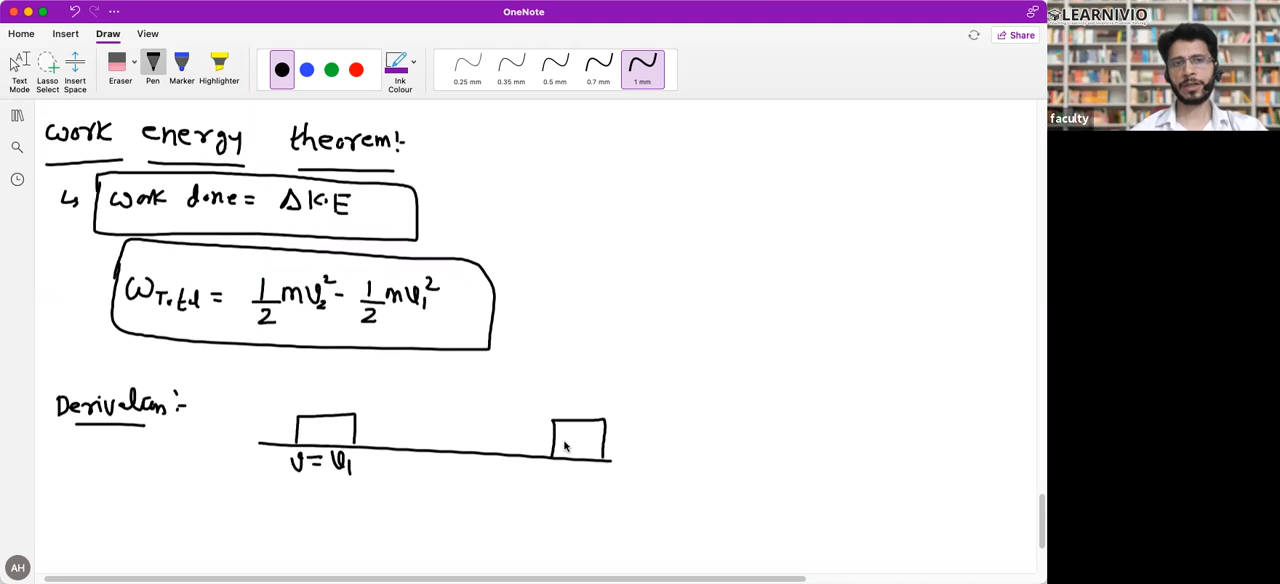 OneNote
LEARNIVIO
Home Insert Draw View
Share
Text Mode
Lasso Select
Insert Space
Eraser
Pen
Marker
Highlighter
Ink Colour
0.25 mm
0.35 mm
0.5 mm
0.7 mm
1 mm
faculty
work energy theorem:-
↳ work done = ΔK.E
W Total = 1/2 mv₂² - 1/2 mv₁²
Derivation:-
v = v₁
AH